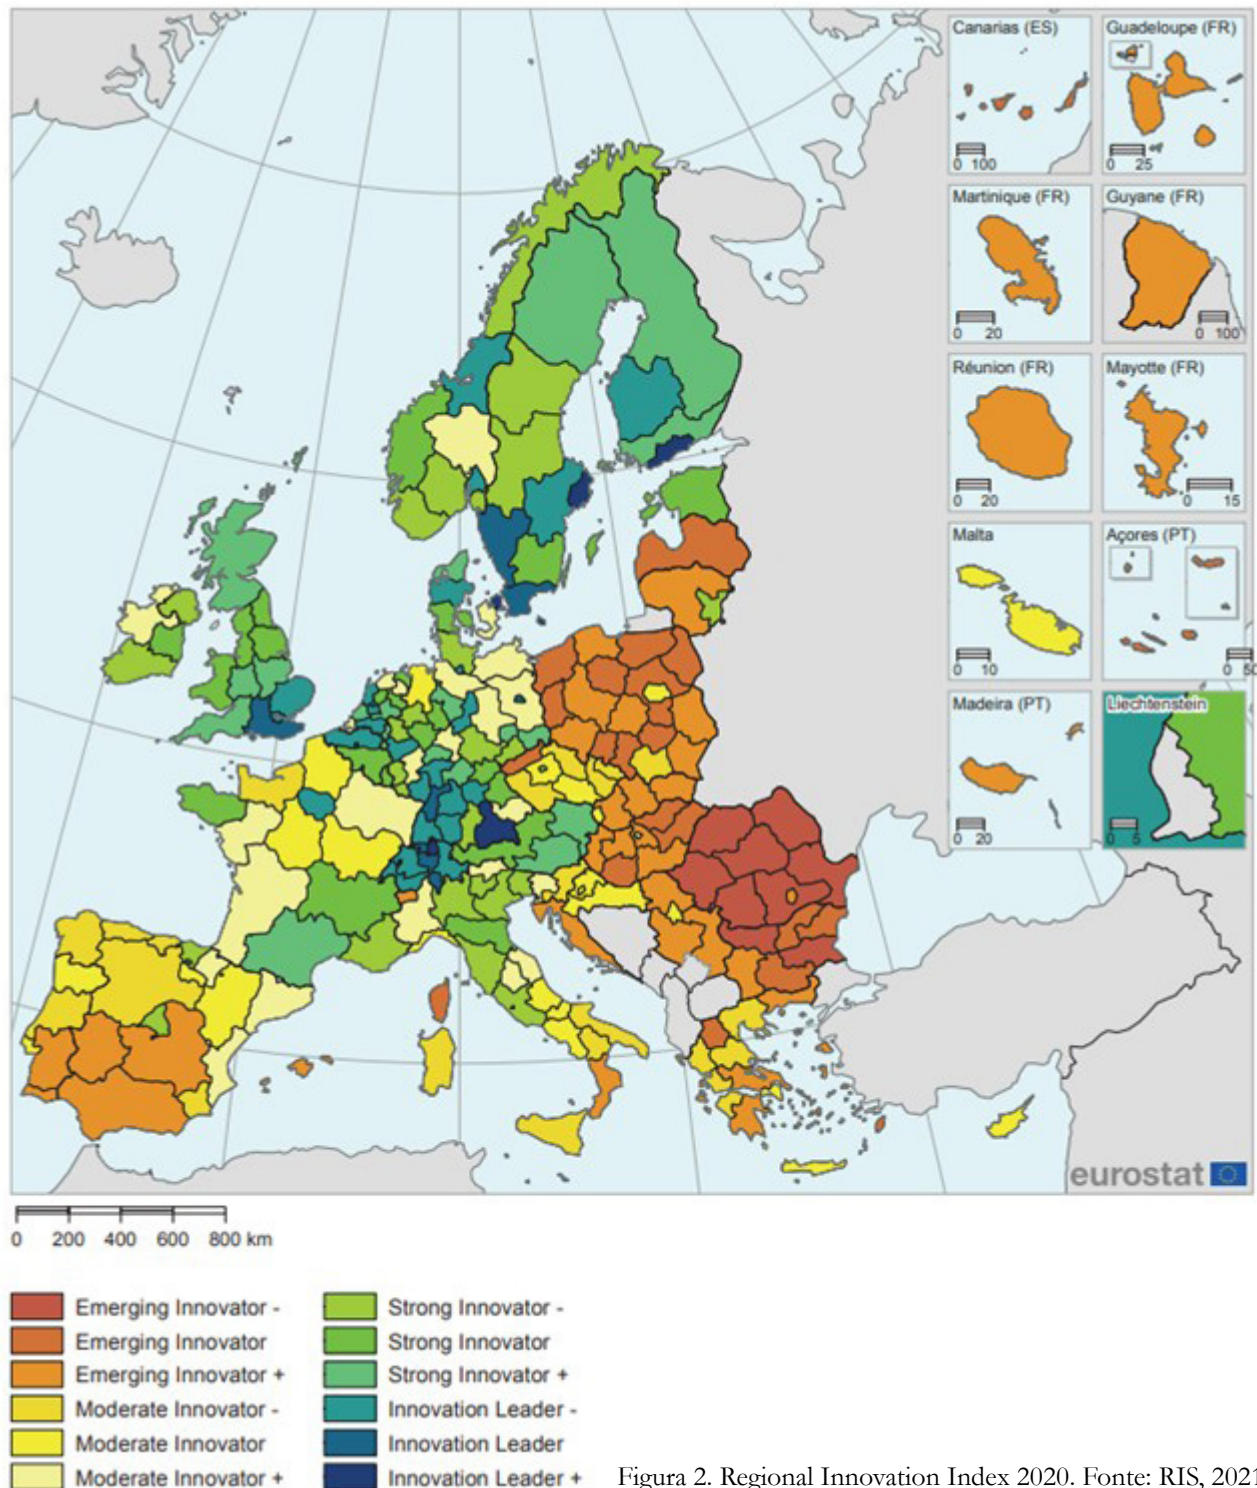 Canarias (ES)
0 100
Guadeloupe (FR)
0 25
Martinique (FR)
0 20
Guyane (FR)
0 100
Réunion (FR)
0 20
Mayotte (FR)
0 15
Malta
0 10
Açores (PT)
0 50
Madeira (PT)
0 20
Liechtenstein
0 5
eurostat
0 200 400 600 800 km
Emerging Innovator -
Emerging Innovator
Emerging Innovator +
Moderate Innovator -
Moderate Innovator
Moderate Innovator +
Strong Innovator -
Strong Innovator
Strong Innovator +
Innovation Leader -
Innovation Leader
Innovation Leader +
Figura 2. Regional Innovation Index 2020. Fonte: RIS, 2021